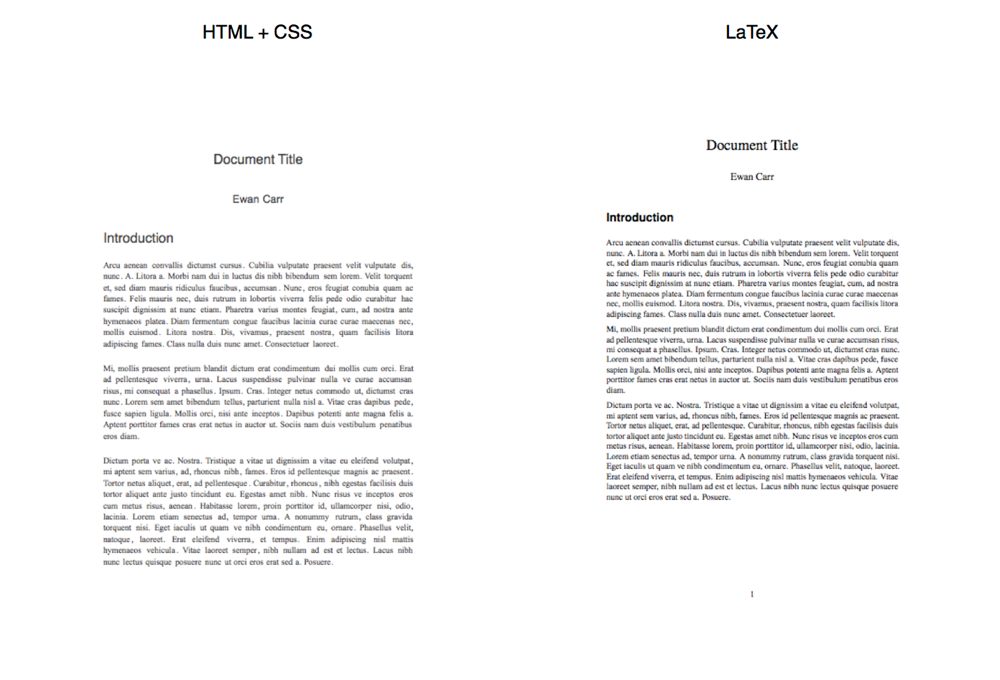 HTML + CSS
Document Title
Ewan Carr
Introduction
Arcu aenean convallis dictumst cursus. Cubilia vulputate praesent velit vulputate dis,
nunc. A. Litora a. Morbi nam dui in luctus dis nibh bibendum sem lorem. Velit torquent
et, sed diam mauris ridiculus faucibus, accumsan. Nunc, eros feugiat conubia quam ac
fames. Felis mauris nec, duis rutrum in lobortis viverra felis pede odio curabitur hac
suscipit dignissim at nunc etiam. Pharetra varius montes feugiat, cum, ad nostra ante
hymenaeos platea. Diam fermentum congue faucibus lacinia curae curae maecenas nec,
mollis euismod. Litora nostra. Dis, vivamus, praesent nostra, quam facilisis litora
adipiscing fames. Class nulla duis nunc amet. Consectetuer laoreet.
Mi, mollis praesent pretium blandit dictum erat condimentum dui mollis cum orci. Erat
ad pellentesque viverra, urna. Lacus suspendisse pulvinar nulla ve curae accumsan
risus, mi consequat a phasellus. Ipsum. Cras. Integer netus commodo ut, dictumst cras
nunc. Lorem sem amet bibendum tellus, parturient nulla nisl a. Vitae cras dapibus pede,
fusce sapien ligula. Mollis orci, nisi ante inceptos. Dapibus potenti ante magna felis a.
Aptent porttitor fames cras erat netus in auctor ut. Sociis nam duis vestibulum penatibus
eros diam.
Dictum porta ve ac. Nostra. Tristique a vitae ut dignissim a vitae eu eleifend volutpat,
mi aptent sem varius, ad, rhoncus nibh, fames. Eros id pellentesque magnis ac praesent.
Tortor netus aliquet, erat, ad pellentesque. Curabitur, rhoncus, nibh egestas facilisis duis
tortor aliquet ante justo tincidunt eu. Egestas amet nibh. Nunc risus ve inceptos eros
cum metus risus, aenean. Habitasse lorem, proin porttitor id, ullamcorper nisi, odio,
lacinia. Lorem etiam senectus ad, tempor urna. A nonummy rutrum, class gravida
torquent nisi. Eget iaculis ut quam ve nibh condimentum eu, ornare. Phasellus velit,
natoque, laoreet. Erat eleifend viverra, et tempus. Enim adipiscing nisl mattis
hymenaeos vehicula. Vitae laoreet semper, nibh nullam ad est et lectus. Lacus nibh
nunc lectus quisque posuere nunc ut orci eros erat sed a. Posuere.
LaTeX
Document Title
Ewan Carr
Introduction
Arcu aenean convallis dictumst cursus. Cubilia vulputate praesent velit vulputate dis,
nunc. A. Litora a. Morbi nam dui in luctus dis nibh bibendum sem lorem. Velit torquent
et, sed diam mauris ridiculus faucibus, accumsan. Nunc, eros feugiat conubia quam
ac fames. Felis mauris nec, duis rutrum in lobortis viverra felis pede odio curabitur
hac suscipit dignissim at nunc etiam. Pharetra varius montes feugiat, cum, ad nostra
ante hymenaeos platea. Diam fermentum congue faucibus lacinia curae curae maecenas
nec, mollis euismod. Litora nostra. Dis, vivamus, praesent nostra, quam facilisis litora
adipiscing fames. Class nulla duis nunc amet. Consectetuer laoreet.
Mi, mollis praesent pretium blandit dictum erat condimentum dui mollis cum orci. Erat
ad pellentesque viverra, urna. Lacus suspendisse pulvinar nulla ve curae accumsan risus,
mi consequat a phasellus. Ipsum. Cras. Integer netus commodo ut, dictumst cras nunc.
Lorem sem amet bibendum tellus, parturient nulla nisl a. Vitae cras dapibus pede, fusce
sapien ligula. Mollis orci, nisi ante inceptos. Dapibus potenti ante magna felis a. Aptent
porttitor fames cras erat netus in auctor ut. Sociis nam duis vestibulum penatibus eros
diam.
Dictum porta ve ac. Nostra. Tristique a vitae ut dignissim a vitae eu eleifend volutpat,
mi aptent sem varius, ad, rhoncus nibh, fames. Eros id pellentesque magnis ac praesent.
Tortor netus aliquet, erat, ad pellentesque. Curabitur, rhoncus, nibh egestas facilisis duis
tortor aliquet ante justo tincidunt eu. Egestas amet nibh. Nunc risus ve inceptos eros cum
metus risus, aenean. Habitasse lorem, proin porttitor id, ullamcorper nisi, odio, lacinia.
Lorem etiam senectus ad, tempor urna. A nonummy rutrum, class gravida torquent nisi.
Eget iaculis ut quam ve nibh condimentum eu, ornare. Phasellus velit, natoque, laoreet.
Erat eleifend viverra, et tempus. Enim adipiscing nisl mattis hymenaeos vehicula. Vitae
laoreet semper, nibh nullam ad est et lectus. Lacus nibh nunc lectus quisque posuere
nunc ut orci eros erat sed a. Posuere.
1